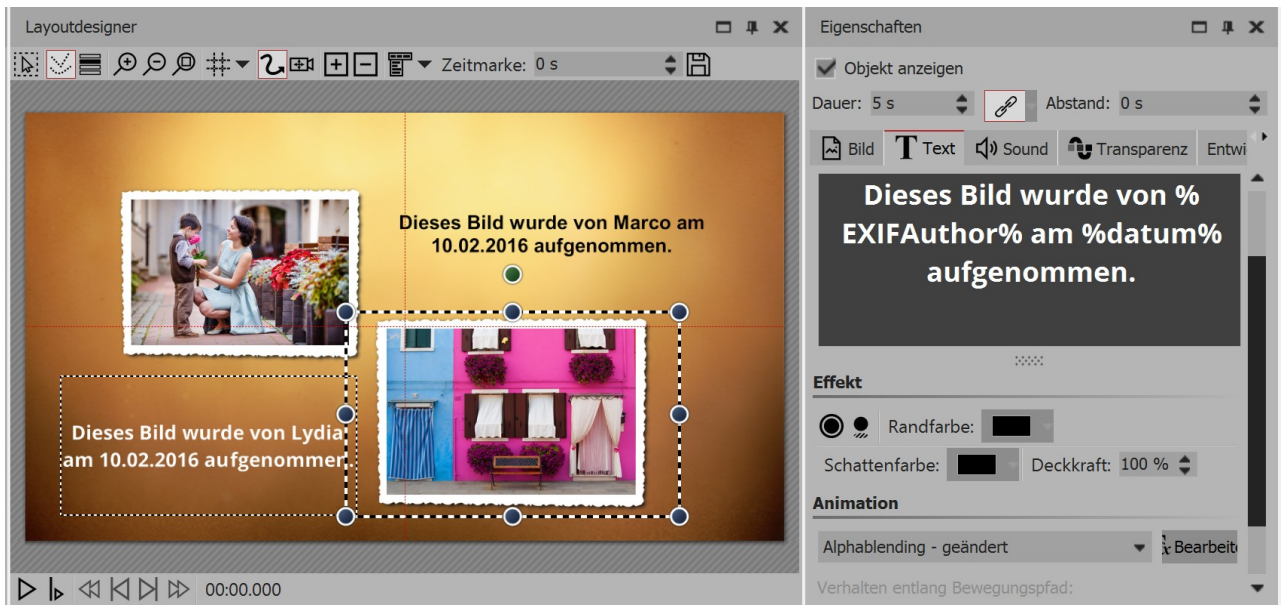 Layoutdesigner
Zeitmarke: 0 s
Dieses Bild wurde von Marco am
10.02.2016 aufgenommen.
Dieses Bild wurde von Lydia
am 10.02.2016 aufgenommen.
00:00.000
Eigenschaften
Objekt anzeigen
Dauer: 5 s Abstand: 0 s
Bild Text Sound Transparenz Entwi
Dieses Bild wurde von %
EXIFAuthor% am %datum%
aufgenommen.
Effekt
Randfarbe:
Schattenfarbe: Deckkraft: 100 %
Animation
Alphablending - geändert Bearbeite
Verhalten entlang Bewegungspfad: